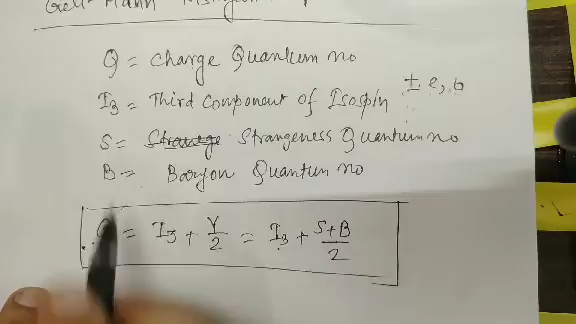 Q = Charge Quantum no
I3 = Third Component of Isospin ± e, 0
S = Strange Strangeness Quantum no
B = Baryon Quantum no
Q = I3 + Y/2 = I3 + S+B/2